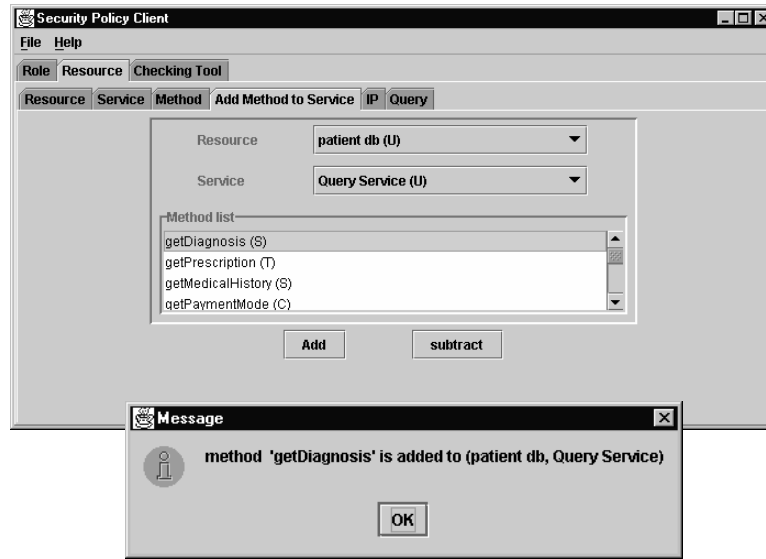 Security Policy Client
File Help
Role Resource Checking Tool
Resource Service Method Add Method to Service IP Query
Resource patient db (U)
Service Query Service (U)
Method list
getDiagnosis (S)
getPrescription (T)
getMedicalHistory (S)
getPaymentMode (C)
Add subtract
Message
method 'getDiagnosis' is added to (patient db, Query Service)
OK